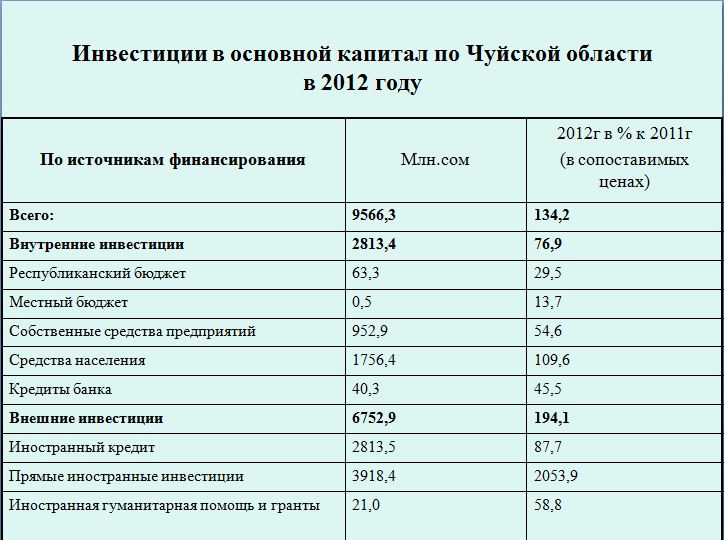 Инвестиции в основной капитал по Чуйской области
в 2012 году
По источникам финансирования Млн.сом 2012г в % к 2011г
(в сопоставимых
ценах)
Всего: 9566,3 134,2
Внутренние инвестиции 2813,4 76,9
Республиканский бюджет 63,3 29,5
Местный бюджет 0,5 13,7
Собственные средства предприятий 952,9 54,6
Средства населения 1756,4 109,6
Кредиты банка 40,3 45,5
Внешние инвестиции 6752,9 194,1
Иностранный кредит 2813,5 87,7
Прямые иностранные инвестиции 3918,4 2053,9
Иностранная гуманитарная помощь и гранты 21,0 58,8